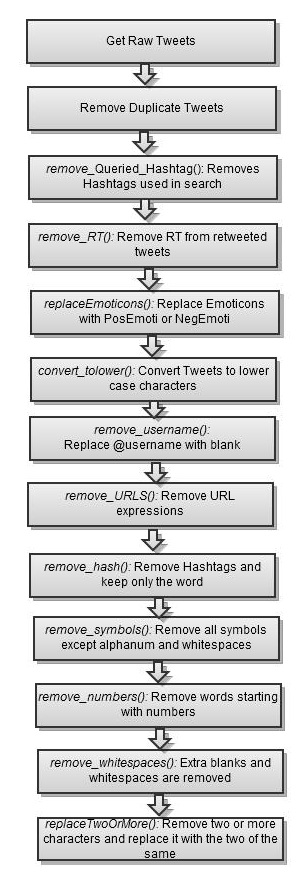 Get Raw Tweets
Remove Duplicate Tweets
remove_Queried_Hashtag(): Removes
Hashtags used in search
remove_RT(): Remove RT from retweeted
tweets
replaceEmoticons(): Replace Emoticons
with PosEmoti or NegEmoti
convert_tolower(): Convert Tweets to lower
case characters
remove_username():
Replace @username with blank
remove_URLS(): Remove URL
expressions
remove_hash(): Remove Hashtags and
keep only the word
remove_symbols(): Remove all symbols
except alphanum and whitespaces
remove_numbers(): Remove words starting
with numbers
remove_whitespaces(): Extra blanks and
whitespaces are removed
replaceTwoOrMore(): Remove two or more
characters and replace it with the two of the
same